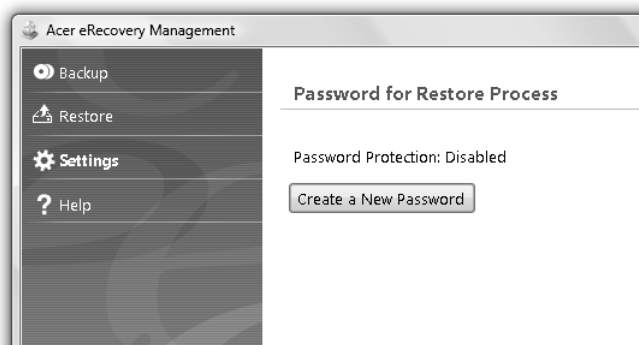 Acer eRecovery Management
Backup
Restore
Settings
Help
Password for Restore Process
Password Protection: Disabled
Create a New Password